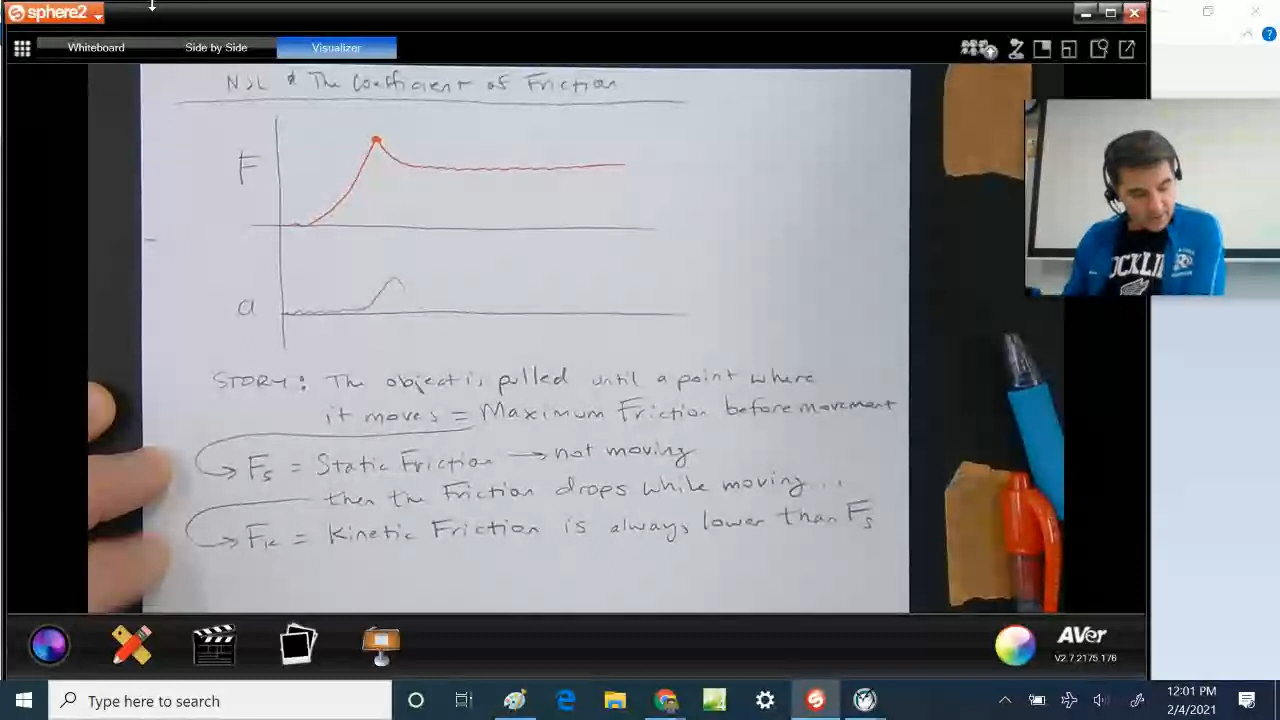 sphere2
Whiteboard
Side by Side
Visualizer
N2L & The Coefficient of Friction
F
a
OCKLIN
STORY: The object is pulled until a point where
it moves = Maximum Friction before movement
Fs = Static Friction → not moving
then the Friction drops while moving...
Fk = Kinetic Friction is always lower than Fs
AVer
V2.7.2175.176
Type here to search
12:01 PM
2/4/2021